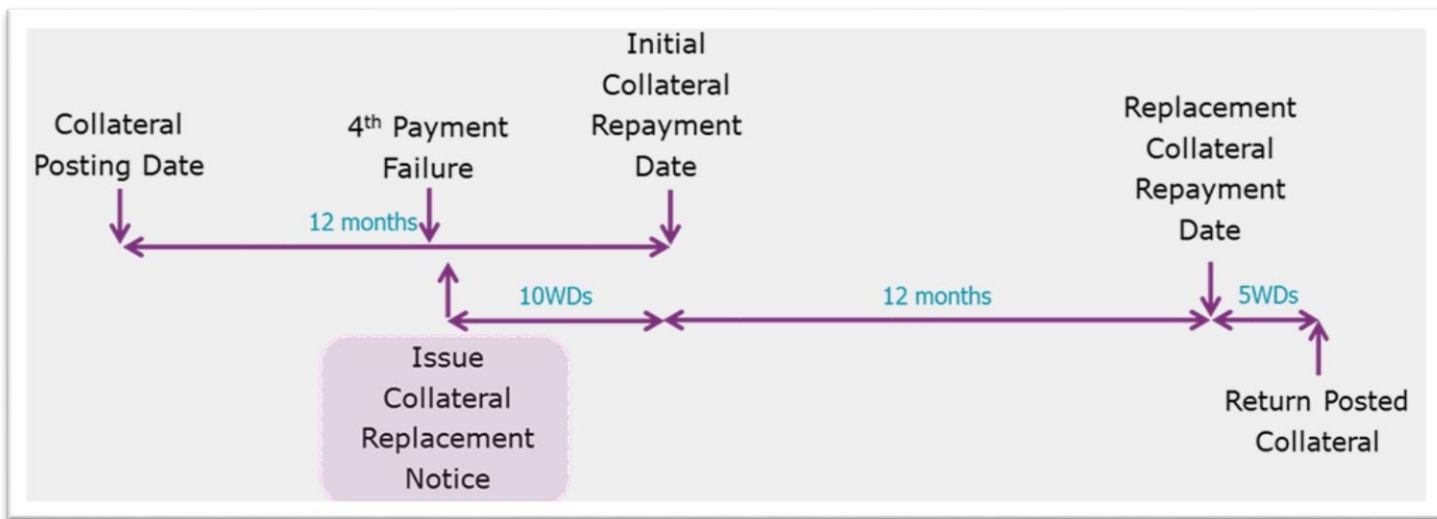 Collateral
Posting Date
4th Payment
Failure
Initial
Collateral
Repayment
Date
Replacement
Collateral
Repayment
Date
12 months
10WDs
12 months
5WDs
Issue
Collateral
Replacement
Notice
Return Posted
Collateral